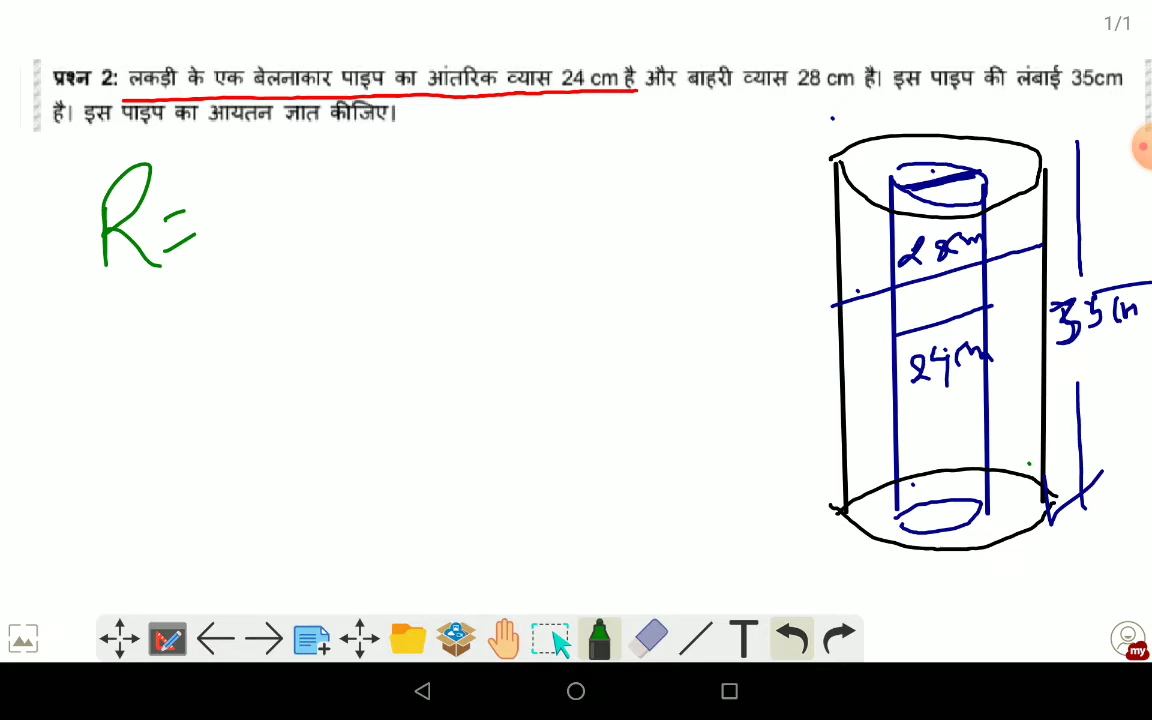 1/1
प्रश्न 2: लकड़ी के एक बेलनाकार पाइप का आंतरिक व्यास 24 cm है और बाहरी व्यास 28 cm है। इस पाइप की लंबाई 35cm
है। इस पाइप का आयतन ज्ञात कीजिए।
R=
28cm
35cm
24cm
T
my